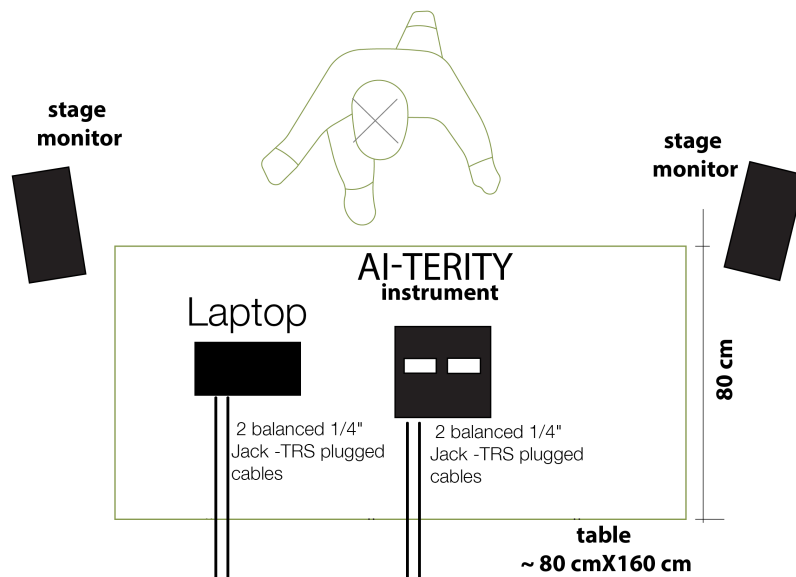 stage
monitor
stage
monitor
AI-TERITY
instrument
Laptop
80 cm
2 balanced 1/4"
Jack -TRS plugged
cables
2 balanced 1/4"
Jack -TRS plugged
cables
table
~ 80 cmX160 cm